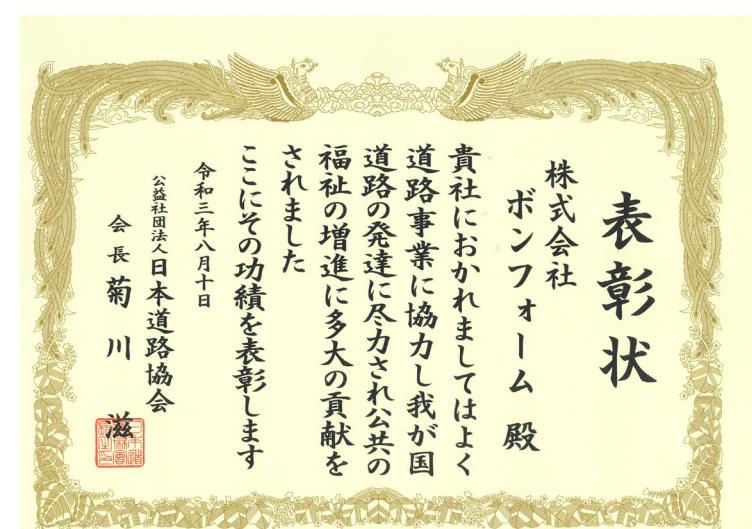 表彰状
株式会社
ボンフォーム 殿
貴社におかれましてはよく
道路事業に協力し我が国
道路の発達に尽力され公共の
福祉の増進に多大の貢献を
されました
ここにその功績を表彰します
令和三年八月十日
公益社団法人日本道路協会
会長 菊川 滋